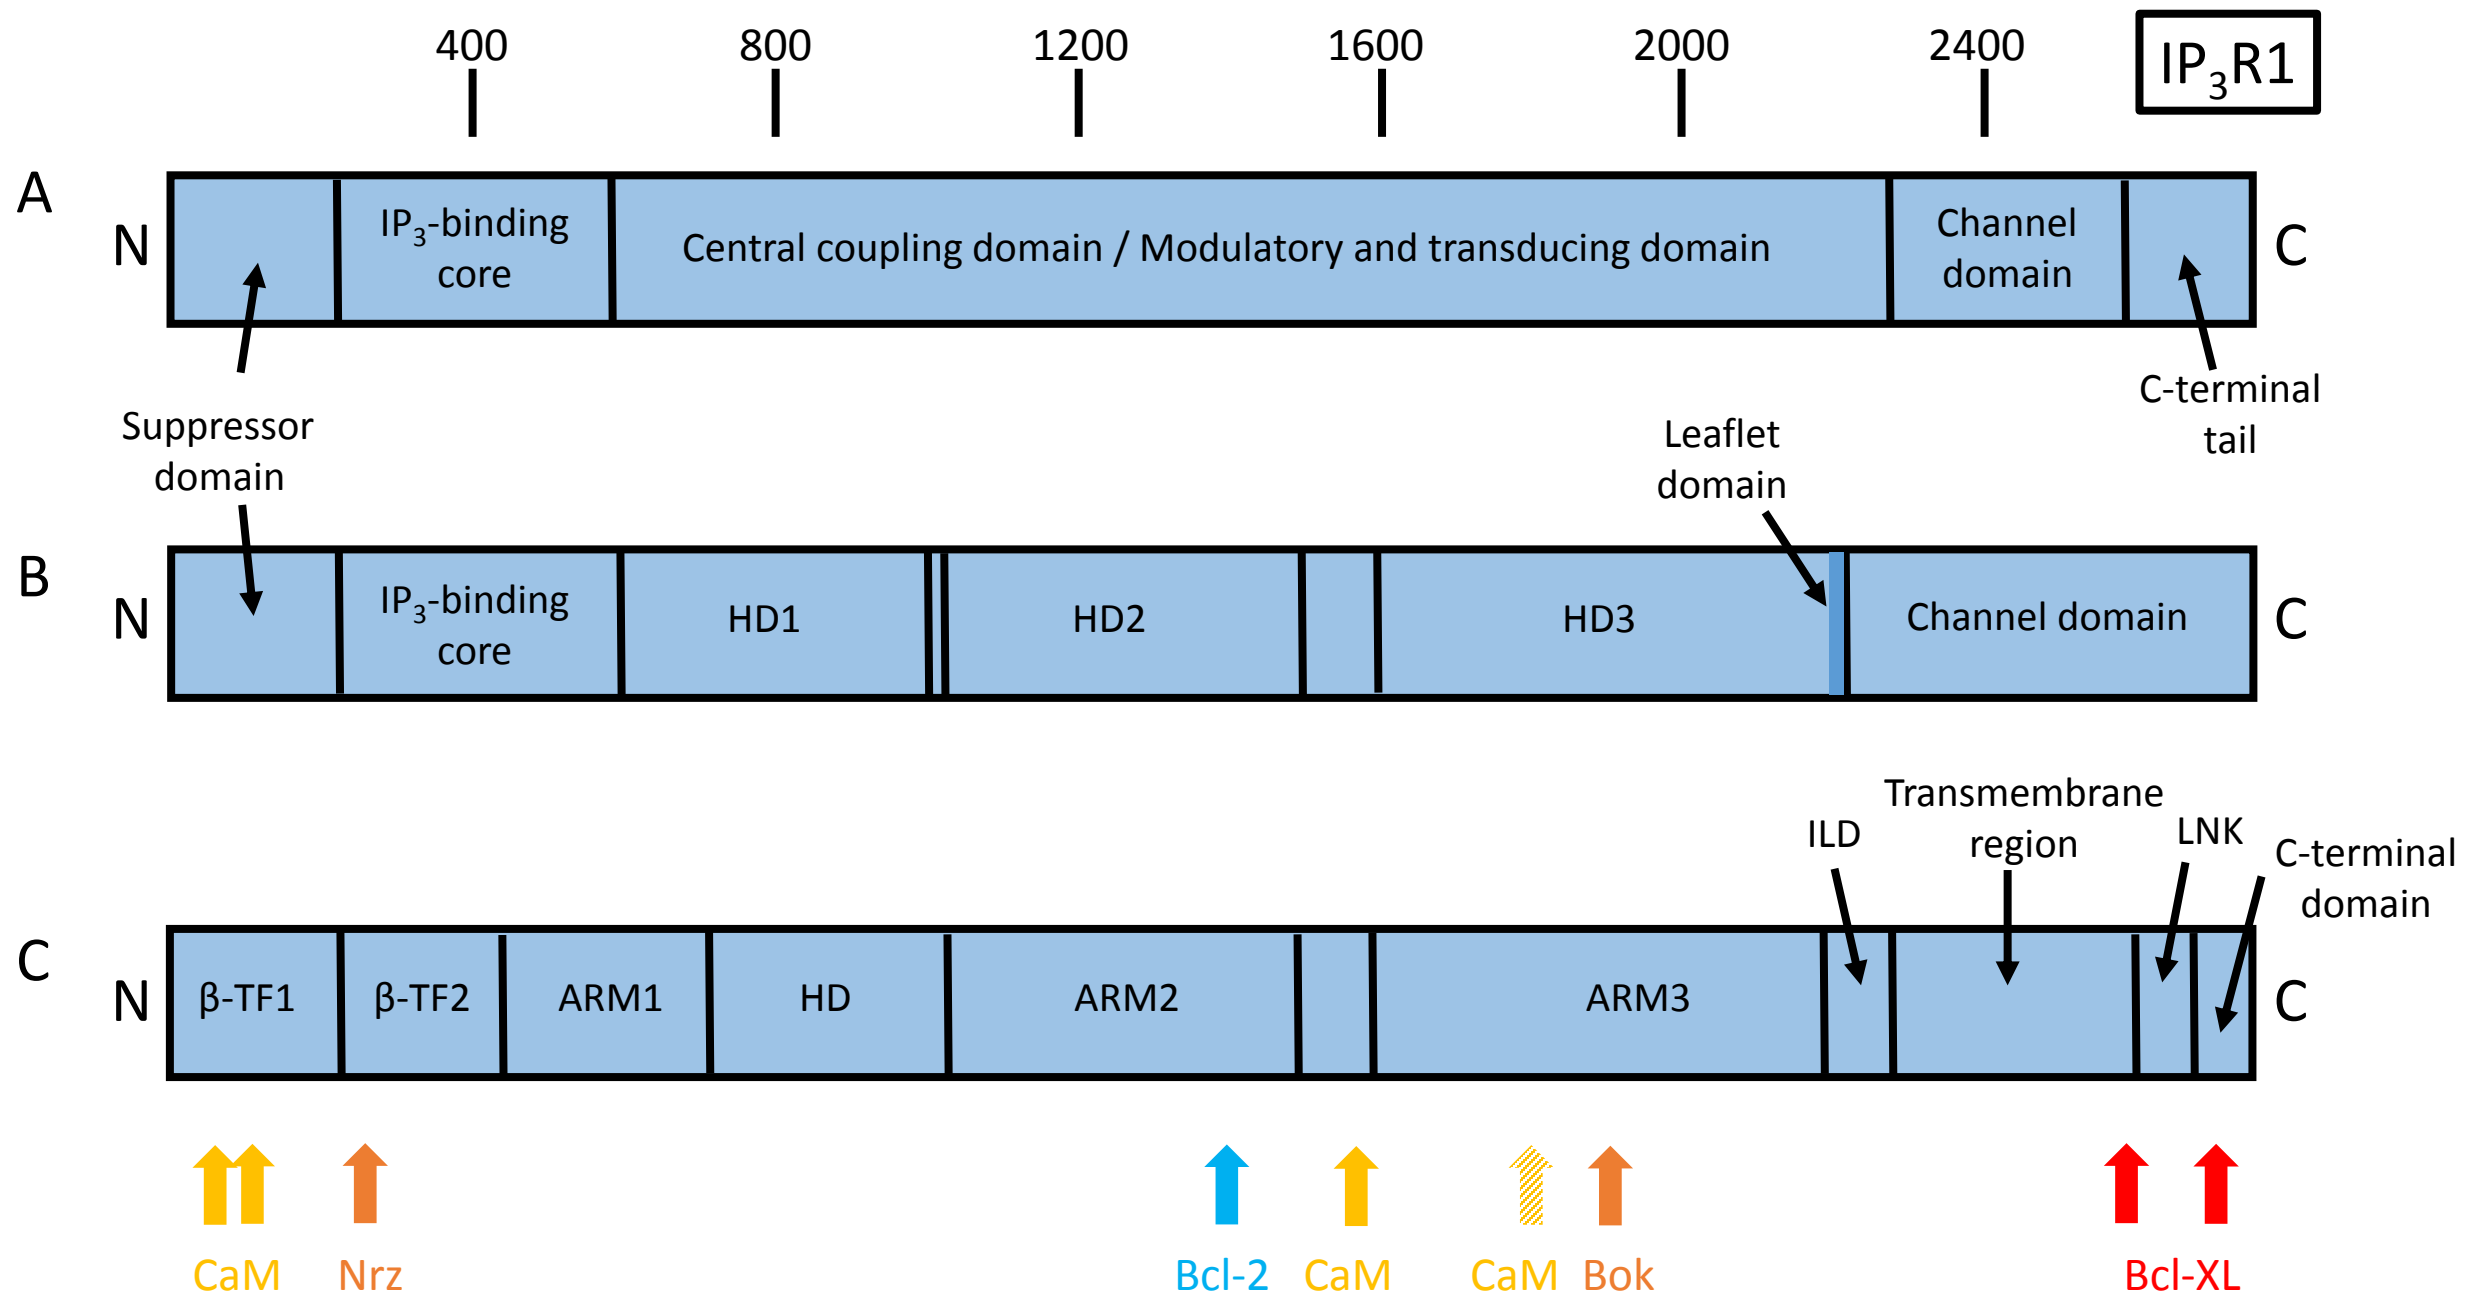 400 800 1200 1600 2000 2400 IP₃R1
A
N
IP₃-binding
core
Central coupling domain / Modulatory and transducing domain
Channel
domain
C
Suppressor
domain
C-terminal
tail
Leaflet
domain
B
N
IP₃-binding
core
HD1
HD2
HD3
Channel domain
C
ILD
Transmembrane
region
LNK
C-terminal
domain
C
N
β-TF1
β-TF2
ARM1
HD
ARM2
ARM3
C
CaM Nrz Bcl-2 CaM CaM Bok Bcl-XL